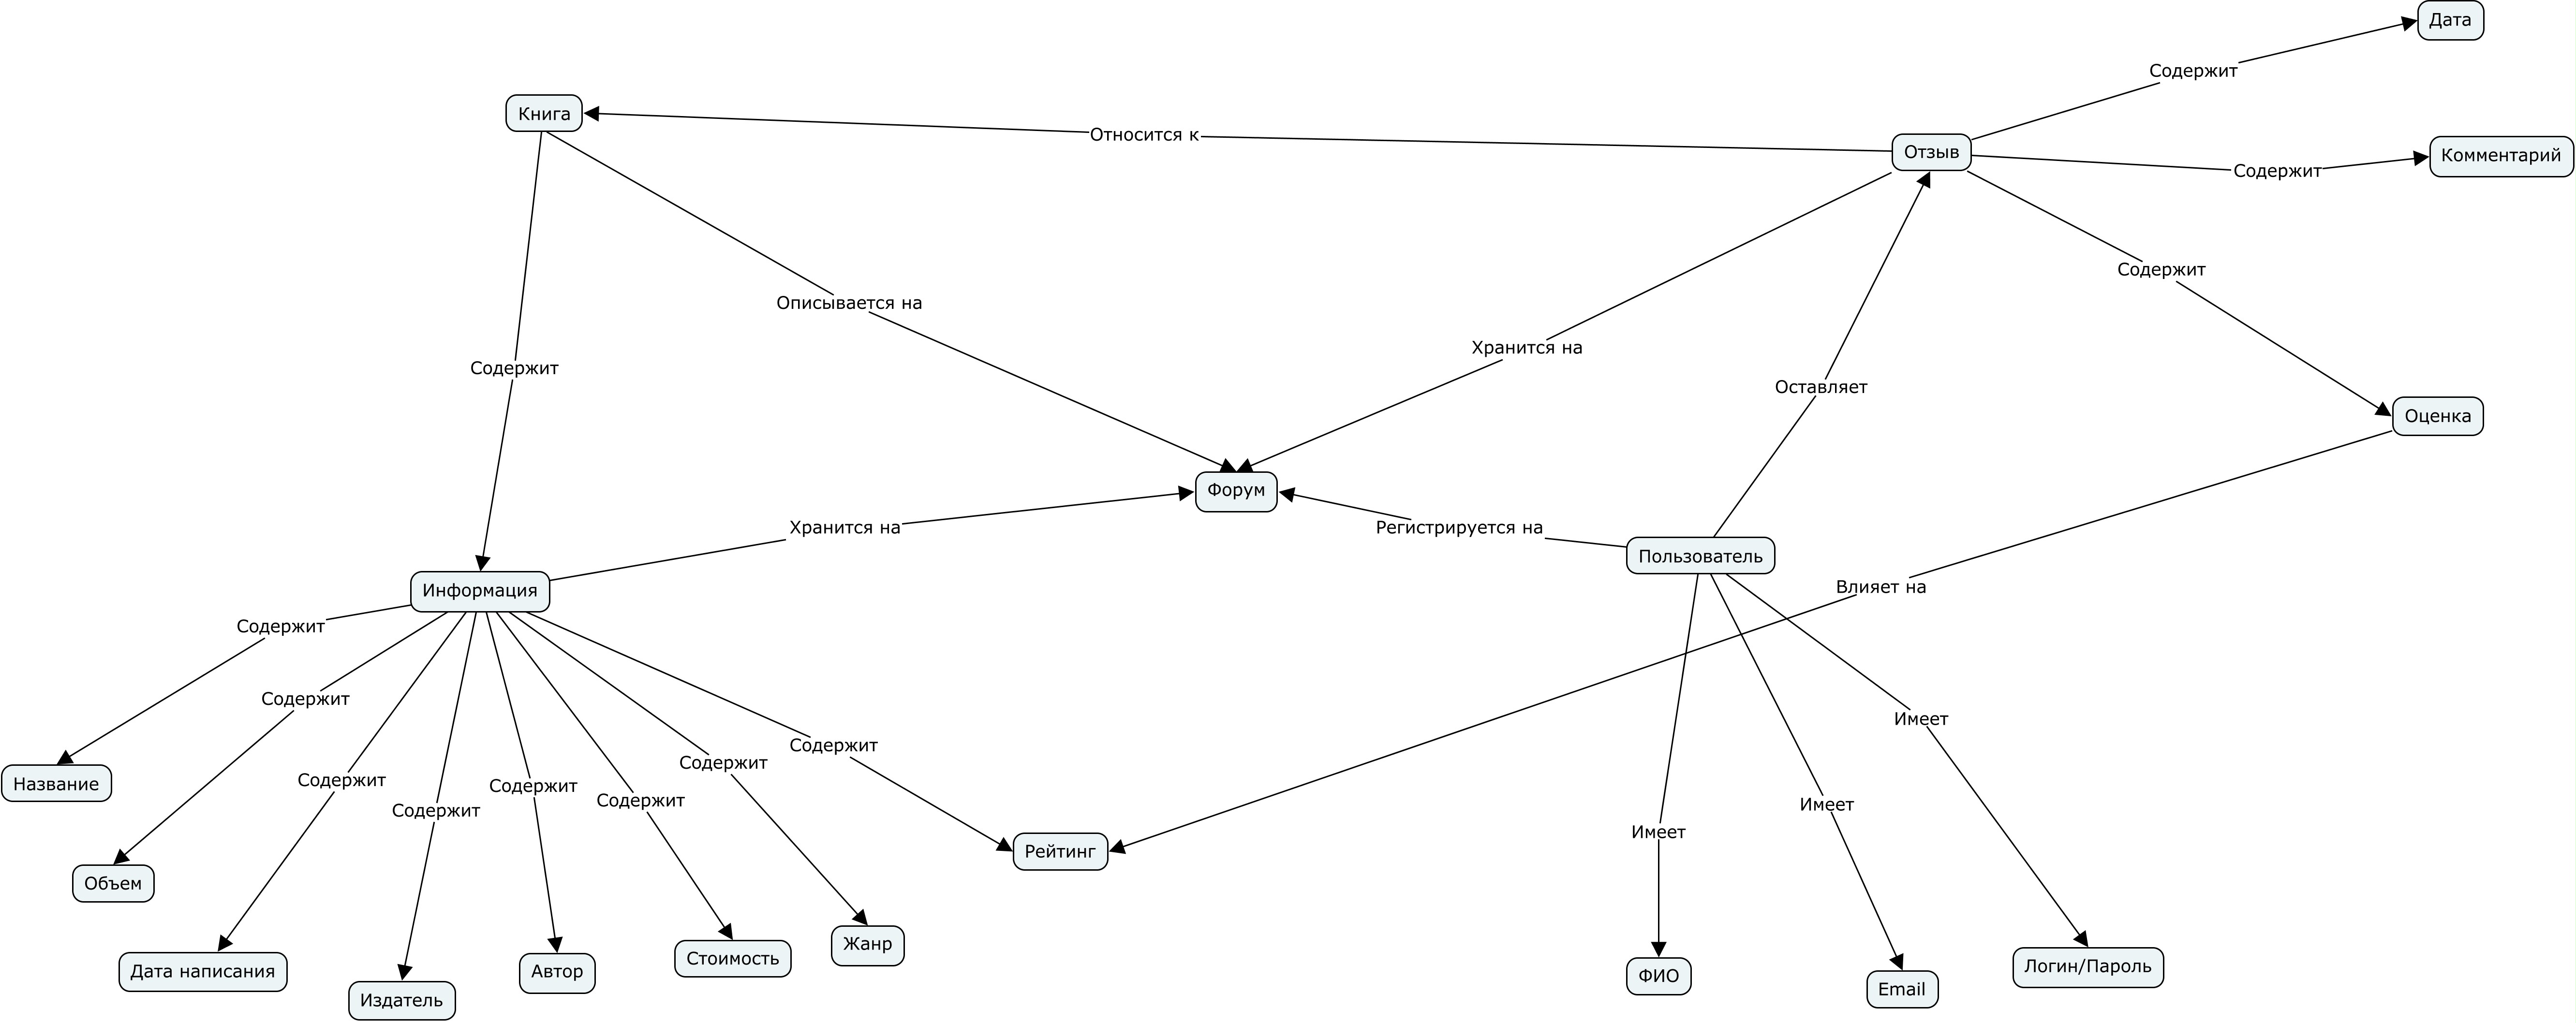 Дата
Содержит
Книга
Относится к
Отзыв
Содержит
Комментарий
Содержит
Описывается на
Хранится на
Содержит
Оставляет
Оценка
Форум
Хранится на
Регистрируется на
Пользователь
Информация
Влияет на
Содержит
Содержит
Имеет
Содержит
Содержит
Название
Содержит
Содержит
Содержит
Имеет
Содержит
Имеет
Рейтинг
Объем
Жанр
Стоимость
Логин/Пароль
Дата написания
Автор
ФИО
Email
Издатель